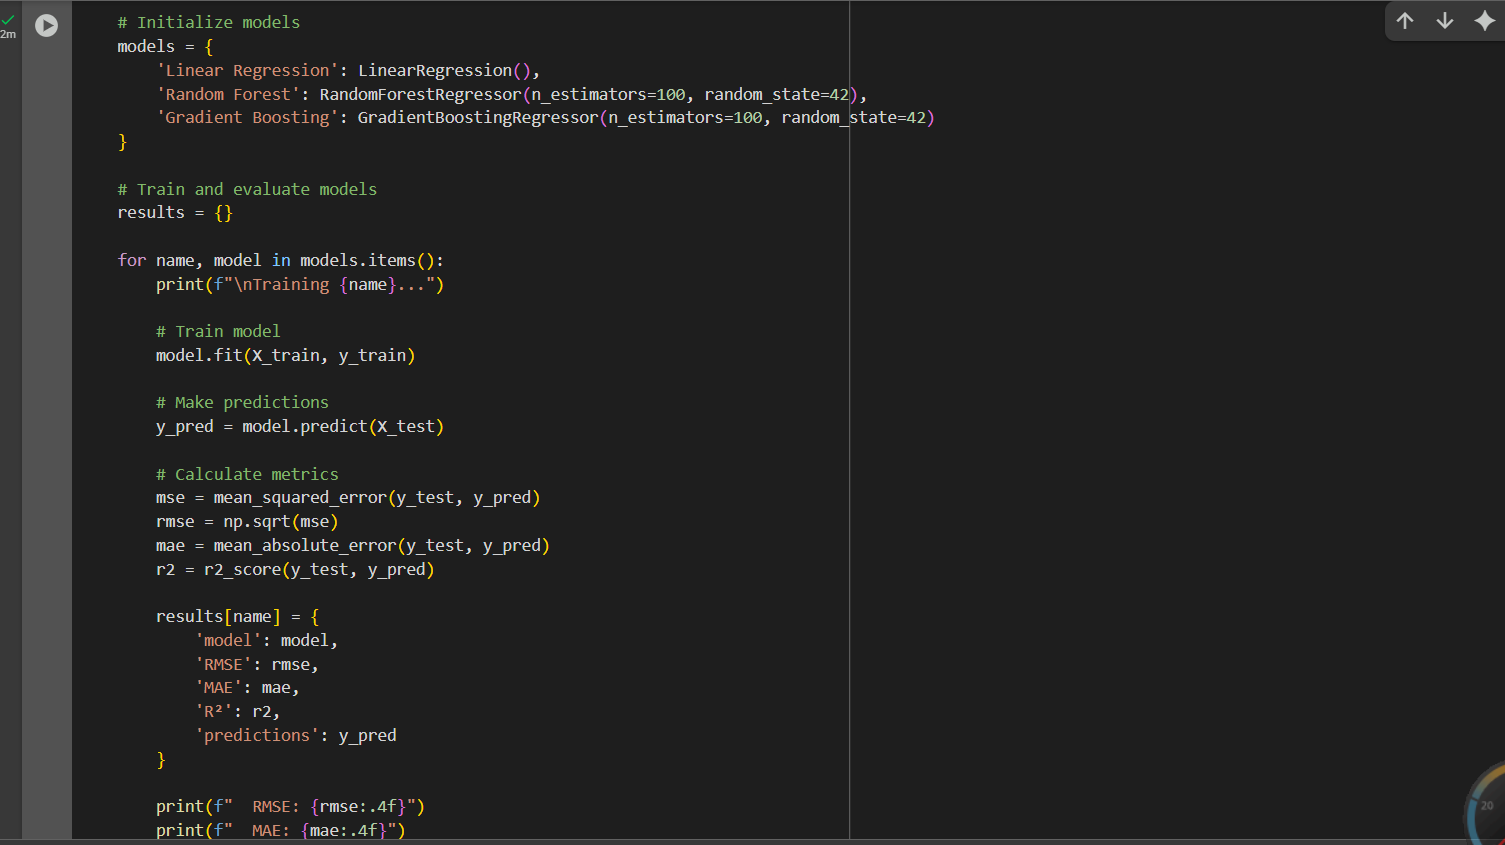 2m
# Initialize models
models = {
    'Linear Regression': LinearRegression(),
    'Random Forest': RandomForestRegressor(n_estimators=100, random_state=42),
    'Gradient Boosting': GradientBoostingRegressor(n_estimators=100, random_state=42)
}
# Train and evaluate models
results = {}
for name, model in models.items():
    print(f"\nTraining {name}...")
    # Train model
    model.fit(X_train, y_train)
    # Make predictions
    y_pred = model.predict(X_test)
    # Calculate metrics
    mse = mean_squared_error(y_test, y_pred)
    rmse = np.sqrt(mse)
    mae = mean_absolute_error(y_test, y_pred)
    r2 = r2_score(y_test, y_pred)
    results[name] = {
        'model': model,
        'RMSE': rmse,
        'MAE': mae,
        'R²': r2,
        'predictions': y_pred
    }
    print(f"  RMSE: {rmse:.4f}")
    print(f"  MAE: {mae:.4f}")
20